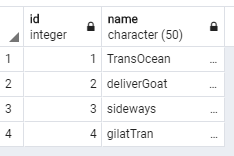 id name
integer character (50)
1 1 TransOcean ...
2 2 deliverGoat ...
3 3 sideways ...
4 4 gilatTran ...